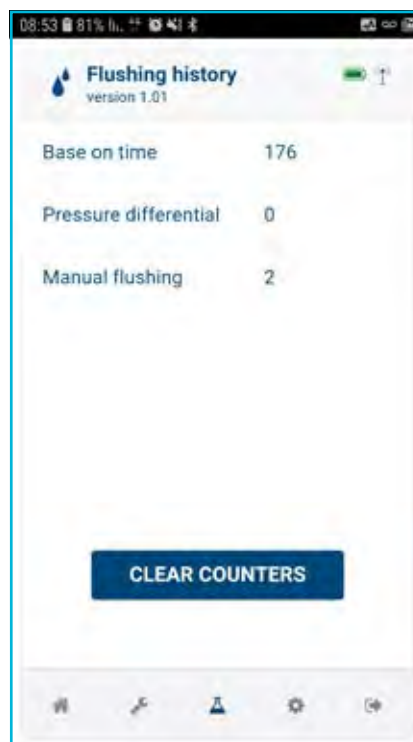 08:53 81%
Flushing history
version 1.01
Base on time 176
Pressure differential 0
Manual flushing 2
CLEAR COUNTERS